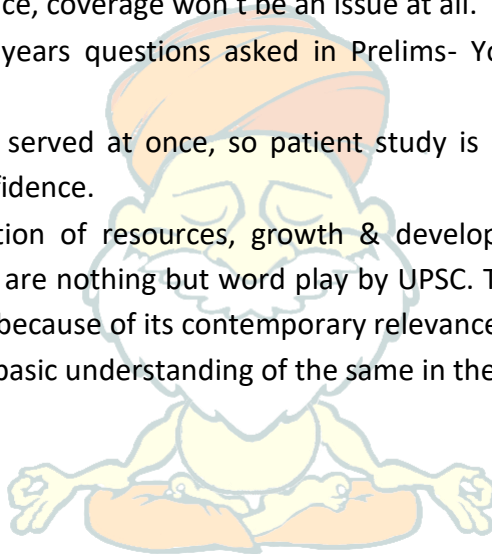 ce, coverage won't be an issue at all.
years questions asked in Prelims- Yo
served at once, so patient study is
fidence.
tion of resources, growth & develop
are nothing but word play by UPSC. T
because of its contemporary relevance
basic understanding of the same in the